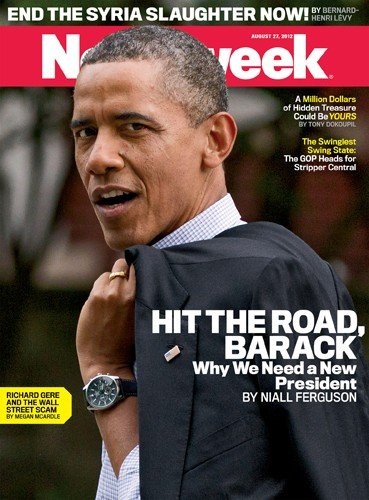 END THE SYRIA SLAUGHTER NOW! BY BERNARD-
HENRI LÉVY
AUGUST 27, 2012
Newsweek
A Million Dollars
of Hidden Treasure
Could Be YOURS
BY TONY DOKOUPIL
The Swingiest
Swing State:
The GOP Heads for
Stripper Central
HIT THE ROAD,
BARACK
Why We Need a New
President
BY NIALL FERGUSON
RICHARD GERE
AND THE WALL
STREET SCAM
BY MEGAN MCARDLE